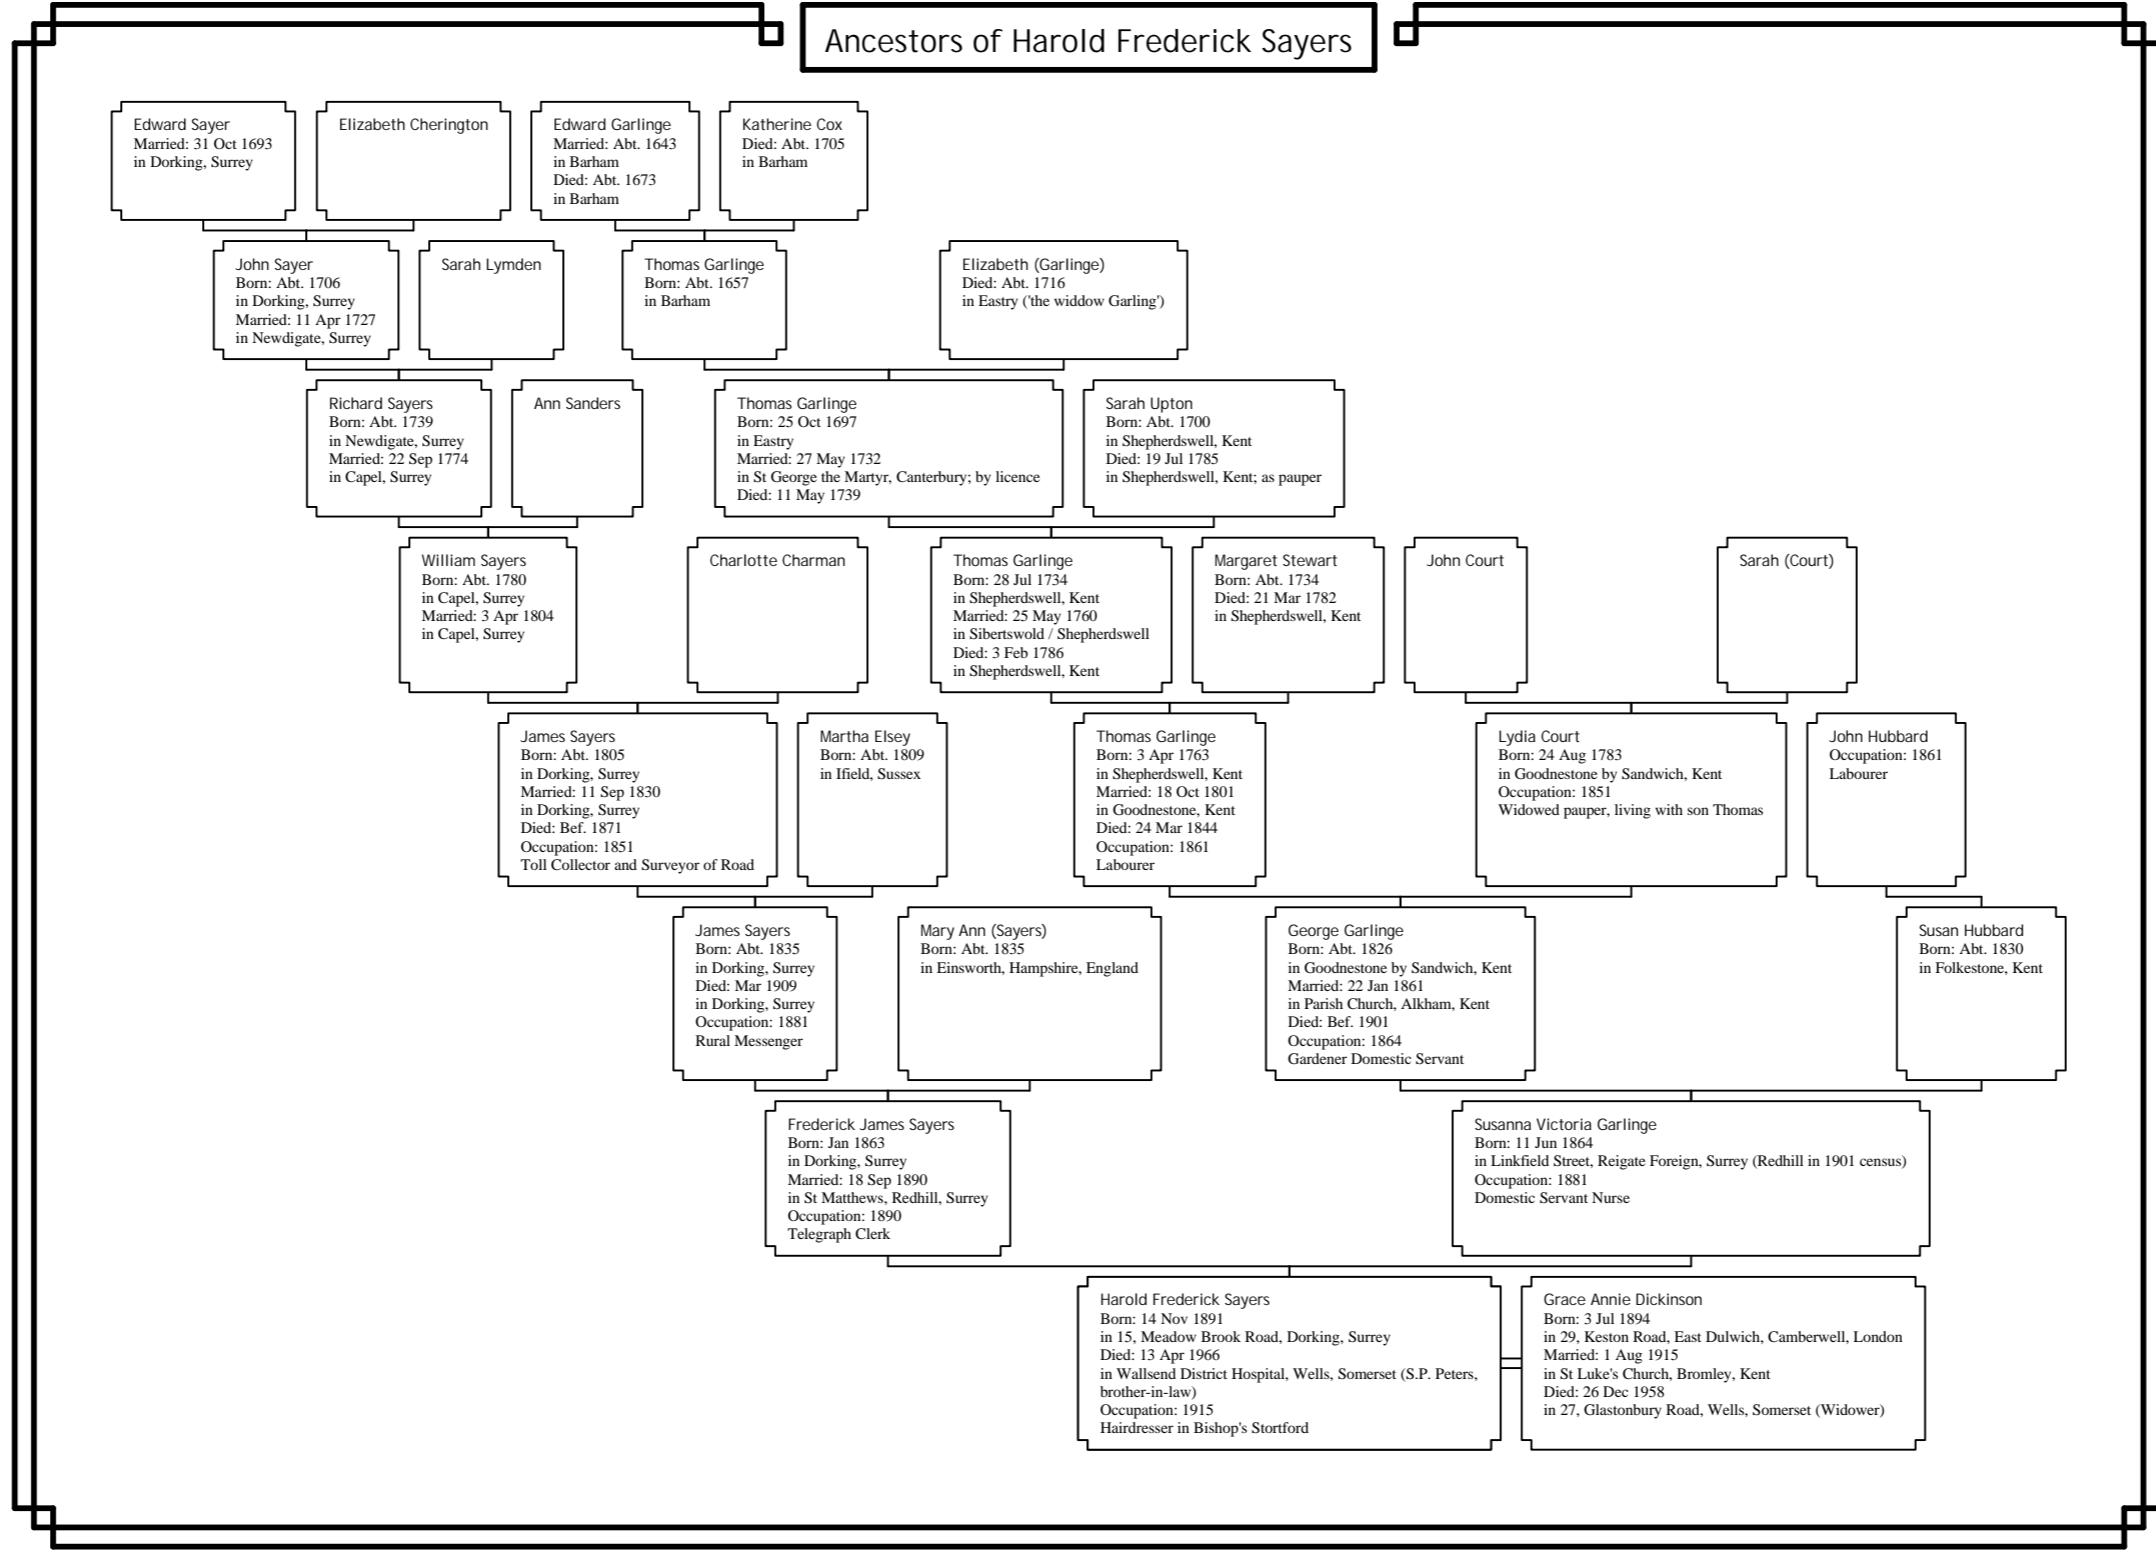 Ancestors of Harold Frederick Sayers
Edward Sayer
Married: 31 Oct 1693
in Dorking, Surrey
Elizabeth Cherington
Edward Garlinge
Married: Abt. 1643
in Barham
Died: Abt. 1673
in Barham
Katherine Cox
Died: Abt. 1705
in Barham
John Sayer
Born: Abt. 1706
in Dorking, Surrey
Married: 11 Apr 1727
in Newdigate, Surrey
Sarah Lymden
Thomas Garlinge
Born: Abt. 1657
in Barham
Elizabeth (Garlinge)
Died: Abt. 1716
in Eastry ('the widdow Garling')
Richard Sayers
Born: Abt. 1739
in Newdigate, Surrey
Married: 22 Sep 1774
in Capel, Surrey
Ann Sanders
Thomas Garlinge
Born: 25 Oct 1697
in Eastry
Married: 27 May 1732
in St George the Martyr, Canterbury; by licence
Died: 11 May 1739
Sarah Upton
Born: Abt. 1700
in Shepherdswell, Kent
Died: 19 Jul 1785
in Shepherdswell, Kent; as pauper
William Sayers
Born: Abt. 1780
in Capel, Surrey
Married: 3 Apr 1804
in Capel, Surrey
Charlotte Charman
Thomas Garlinge
Born: 28 Jul 1734
in Shepherdswell, Kent
Married: 25 May 1760
in Sibertswold / Shepherdswell
Died: 3 Feb 1786
in Shepherdswell, Kent
Margaret Stewart
Born: Abt. 1734
Died: 21 Mar 1782
in Shepherdswell, Kent
John Court
Sarah (Court)
James Sayers
Born: Abt. 1805
in Dorking, Surrey
Married: 11 Sep 1830
in Dorking, Surrey
Died: Bef. 1871
Occupation: 1851
Toll Collector and Surveyor of Road
Martha Elsey
Born: Abt. 1809
in Ifield, Sussex
Thomas Garlinge
Born: 3 Apr 1763
in Shepherdswell, Kent
Married: 18 Oct 1801
in Goodnestone, Kent
Died: 24 Mar 1844
Occupation: 1861
Labourer
Lydia Court
Born: 24 Aug 1783
in Goodnestone by Sandwich, Kent
Occupation: 1851
Widowed pauper, living with son Thomas
John Hubbard
Occupation: 1861
Labourer
James Sayers
Born: Abt. 1835
in Dorking, Surrey
Died: Mar 1909
in Dorking, Surrey
Occupation: 1881
Rural Messenger
Mary Ann (Sayers)
Born: Abt. 1835
in Einsworth, Hampshire, England
George Garlinge
Born: Abt. 1826
in Goodnestone by Sandwich, Kent
Married: 22 Jan 1861
in Parish Church, Alkham, Kent
Died: Bef. 1901
Occupation: 1864
Gardener Domestic Servant
Susan Hubbard
Born: Abt. 1830
in Folkestone, Kent
Frederick James Sayers
Born: Jan 1863
in Dorking, Surrey
Married: 18 Sep 1890
in St Matthews, Redhill, Surrey
Occupation: 1890
Telegraph Clerk
Susanna Victoria Garlinge
Born: 11 Jun 1864
in Linkfield Street, Reigate Foreign, Surrey (Redhill in 1901 census)
Occupation: 1881
Domestic Servant Nurse
Harold Frederick Sayers
Born: 14 Nov 1891
in 15, Meadow Brook Road, Dorking, Surrey
Died: 13 Apr 1966
in Wallsend District Hospital, Wells, Somerset (S.P. Peters,
brother-in-law)
Occupation: 1915
Hairdresser in Bishop's Stortford
Grace Annie Dickinson
Born: 3 Jul 1894
in 29, Keston Road, East Dulwich, Camberwell, London
Married: 1 Aug 1915
in St Luke's Church, Bromley, Kent
Died: 26 Dec 1958
in 27, Glastonbury Road, Wells, Somerset (Widower)